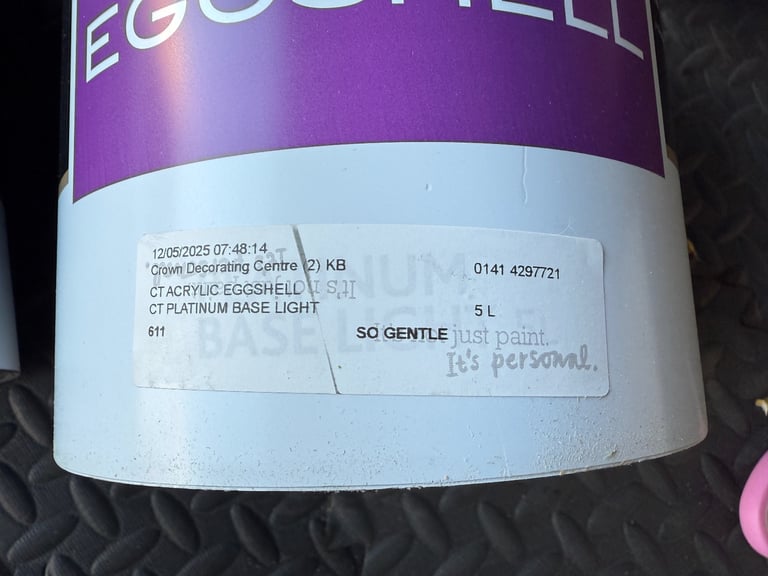 EGGSHELL
12/05/2025 07:48:14
Crown Decorating Centre (2) KB 0141 4297721
CT ACRYLIC EGGSHELL
CT PLATINUM BASE LIGHT 5 L
611 SO GENTLE just paint.
It's personal.